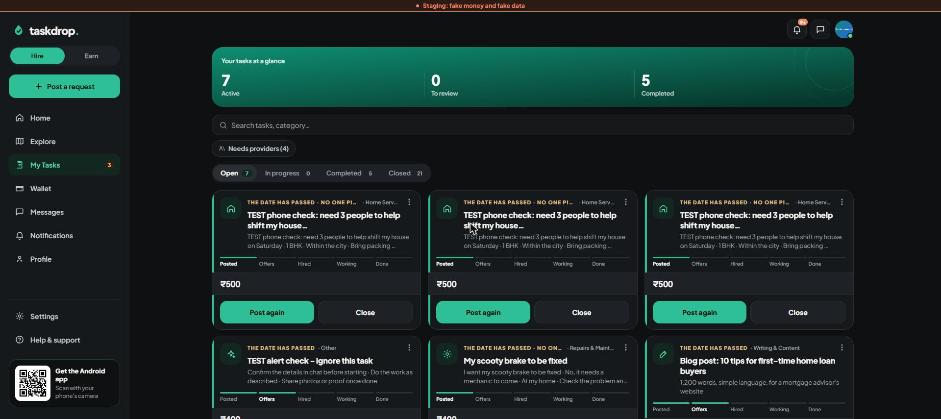 Staging: fake money and fake data
taskdrop.
Hire Earn
+ Post a request
Home
Explore
My Tasks 3
Wallet
Messages
Notifications
Profile
Settings
Help & support
Get the Android app
Scan with your phone's camera
Your tasks at a glance
7 0 5
Active To review Completed
Search tasks, category...
Needs providers (4)
Open 7 In progress 0 Completed 5 Closed 21
THE DATE HAS PASSED · NO ONE PI... · Home Serv...
TEST phone check: need 3 people to help
shift my house...
TEST phone check: need 3 people to help shift my house
on Saturday · 1 BHK · Within the city · Bring packing ...
Posted Offers Hired Working Done
₹500
Post again Close
THE DATE HAS PASSED · NO ONE PI... · Home Serv...
TEST phone check: need 3 people to help
shift my house...
TEST phone check: need 3 people to help shift my house
on Saturday · 1 BHK · Within the city · Bring packing ...
Posted Offers Hired Working Done
₹500
Post again Close
THE DATE HAS PASSED · NO ONE PI... · Home Serv...
TEST phone check: need 3 people to help
shift my house...
TEST phone check: need 3 people to help shift my house
on Saturday · 1 BHK · Within the city · Bring packing ...
Posted Offers Hired Working Done
₹500
Post again Close
THE DATE HAS PASSED · Other
TEST alert check – ignore this task
Confirm the details in chat before starting · Do the work as
described · Share photos or proof once done
Posted Offers Hired Working Done
THE DATE HAS PASSED · NO ON... · Repairs & Maint...
My scooty brake to be fixed
I want my scooty brake to be fixed · No, it needs a
mechanic to come · At my home · Check the problem an...
Posted Offers Hired Working Done
THE DATE HAS PASSED · Writing & Content
Blog post: 10 tips for first-time home loan
buyers
1,200 words, simple language, for a mortgage advisor's
website
Posted Offers Hired Working Done